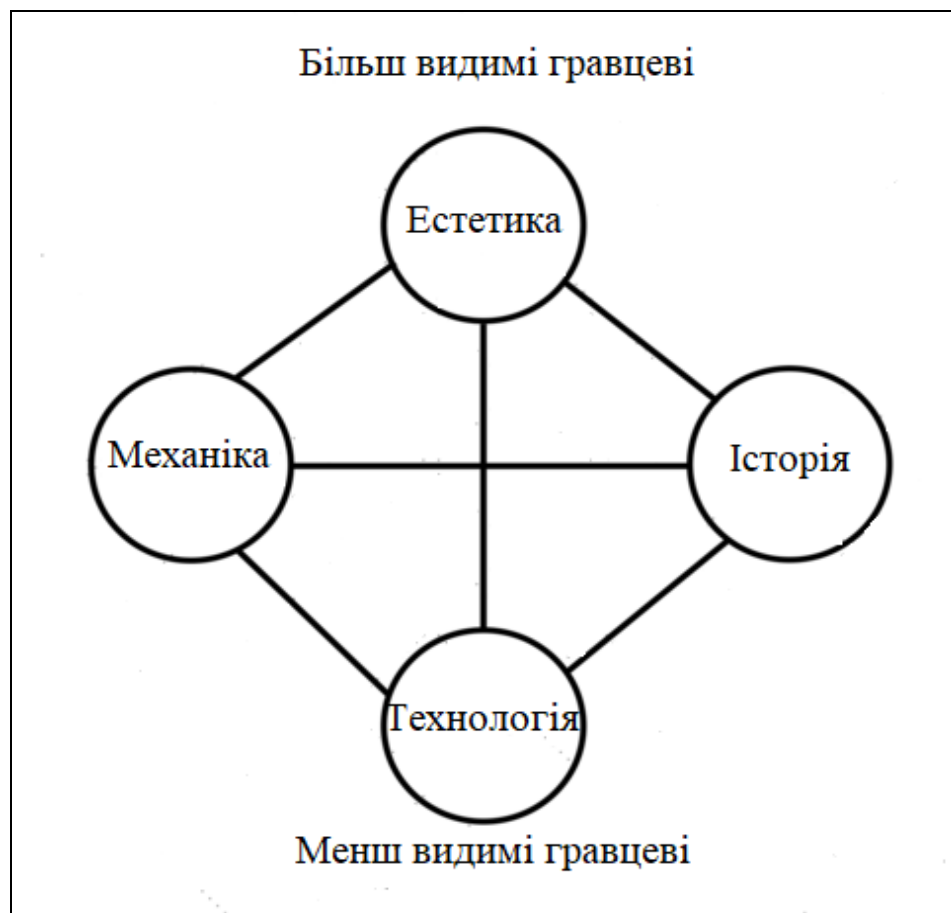 Більш видимі гравцеві
Естетика
Механіка
Історія
Технологія
Менш видимі гравцеві